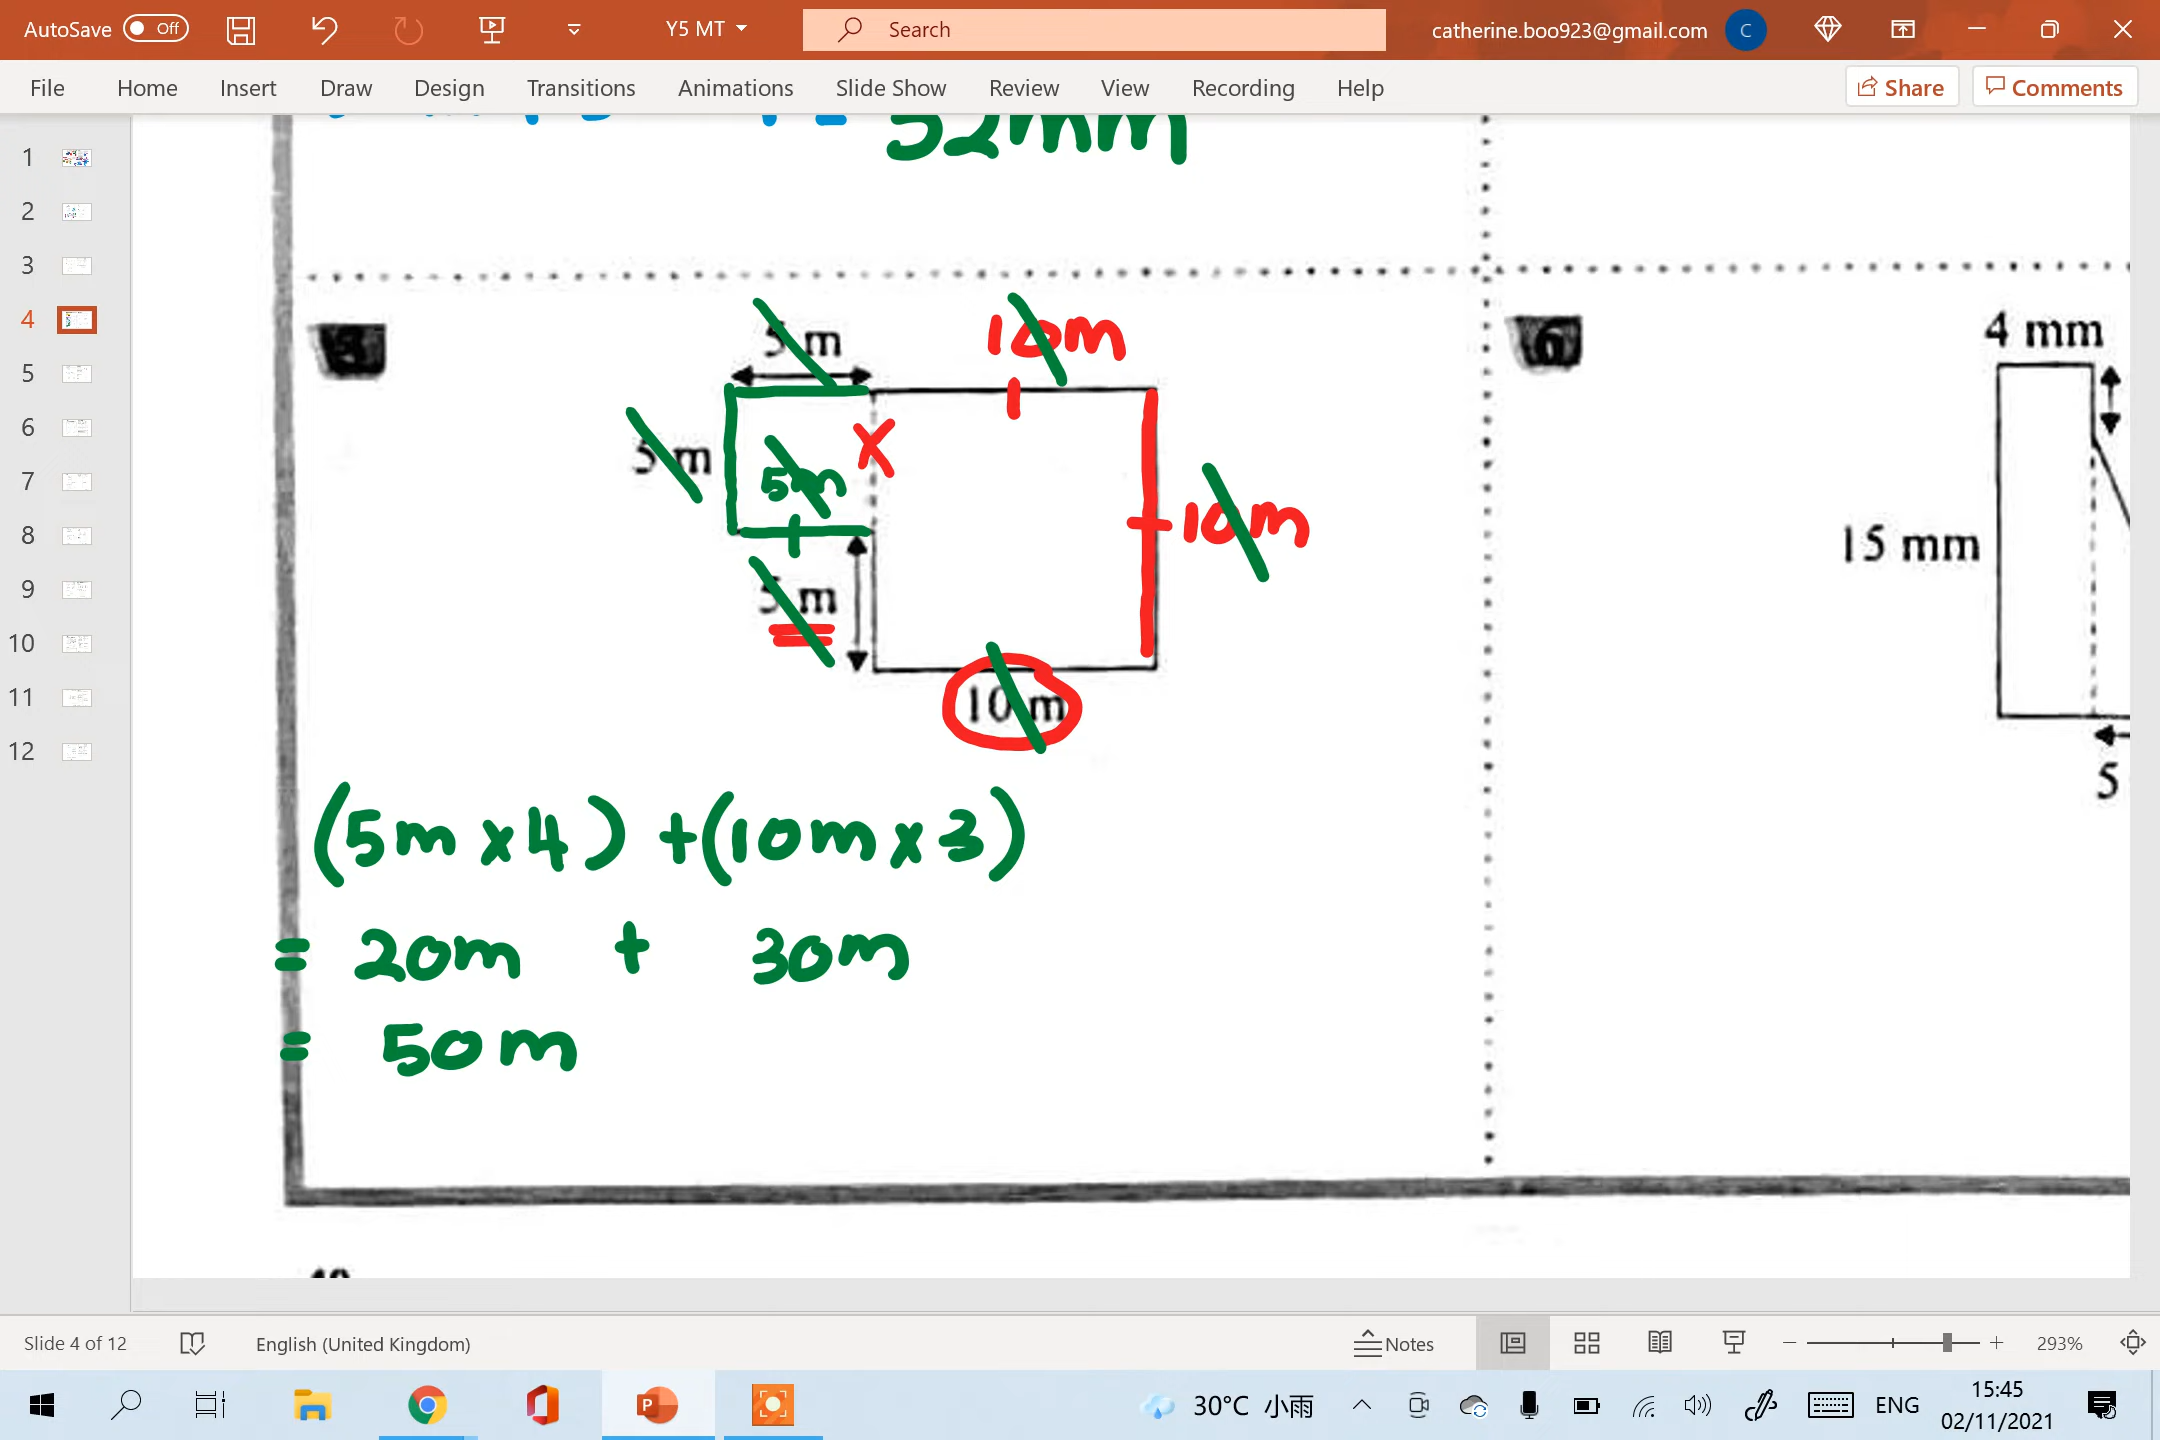 AutoSave Off Y5 MT Search catherine.boo923@gmail.com C
File Home Insert Draw Design Transitions Animations Slide Show Review View Recording Help Share Comments
52mm
1
2
3
4
5
6
7
8
9
10
11
12
5 m
10m
5 m
5m
10m
5 m
10 m
6
4 mm
15 mm
5
(5m x 4) + (10m x 3)
= 20m + 30m
= 50m
Slide 4 of 12 English (United Kingdom) Notes 293%
30°C 小雨 ENG 15:45
02/11/2021